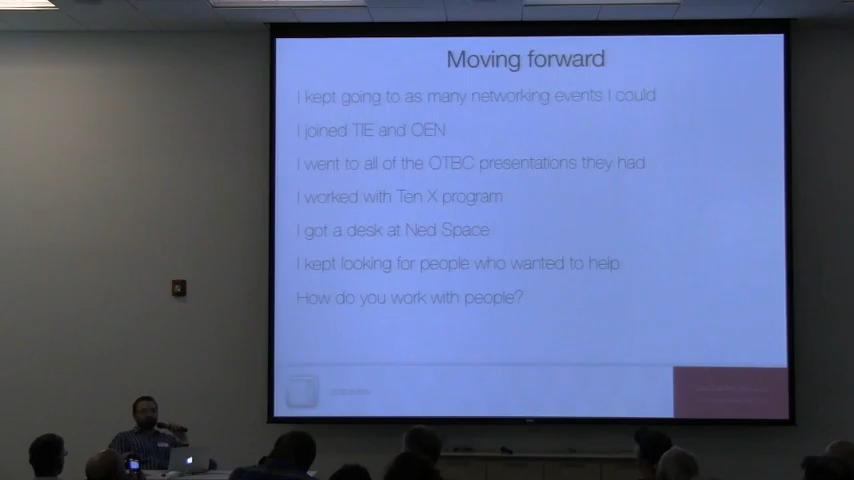 Moving forward
I kept going to as many networking events I could
I joined TIE and OEN
I went to all of the OTBC presentations they had
I worked with Ten X program
I got a desk at Ned Space
I kept looking for people who wanted to help
How do you work with people?